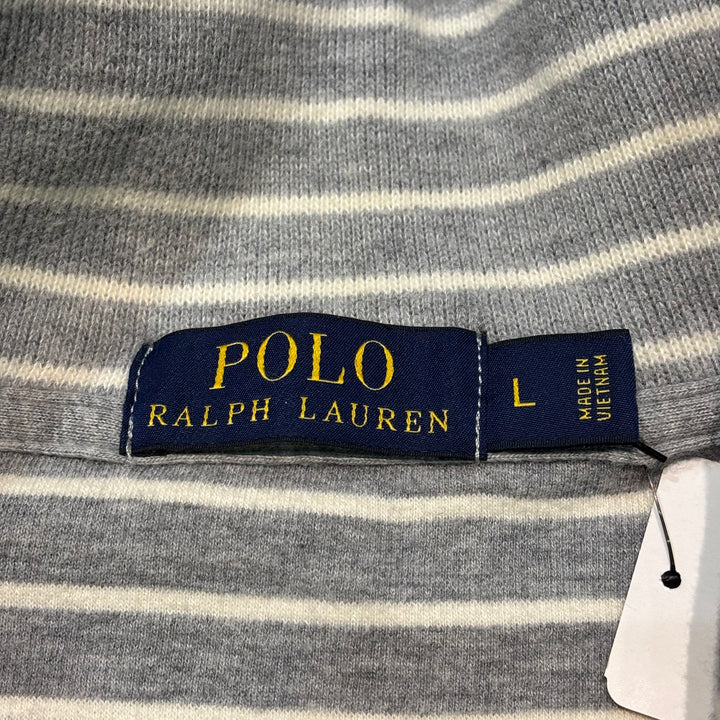 POLO
RALPH LAUREN
L
MADE IN
VIETNAM